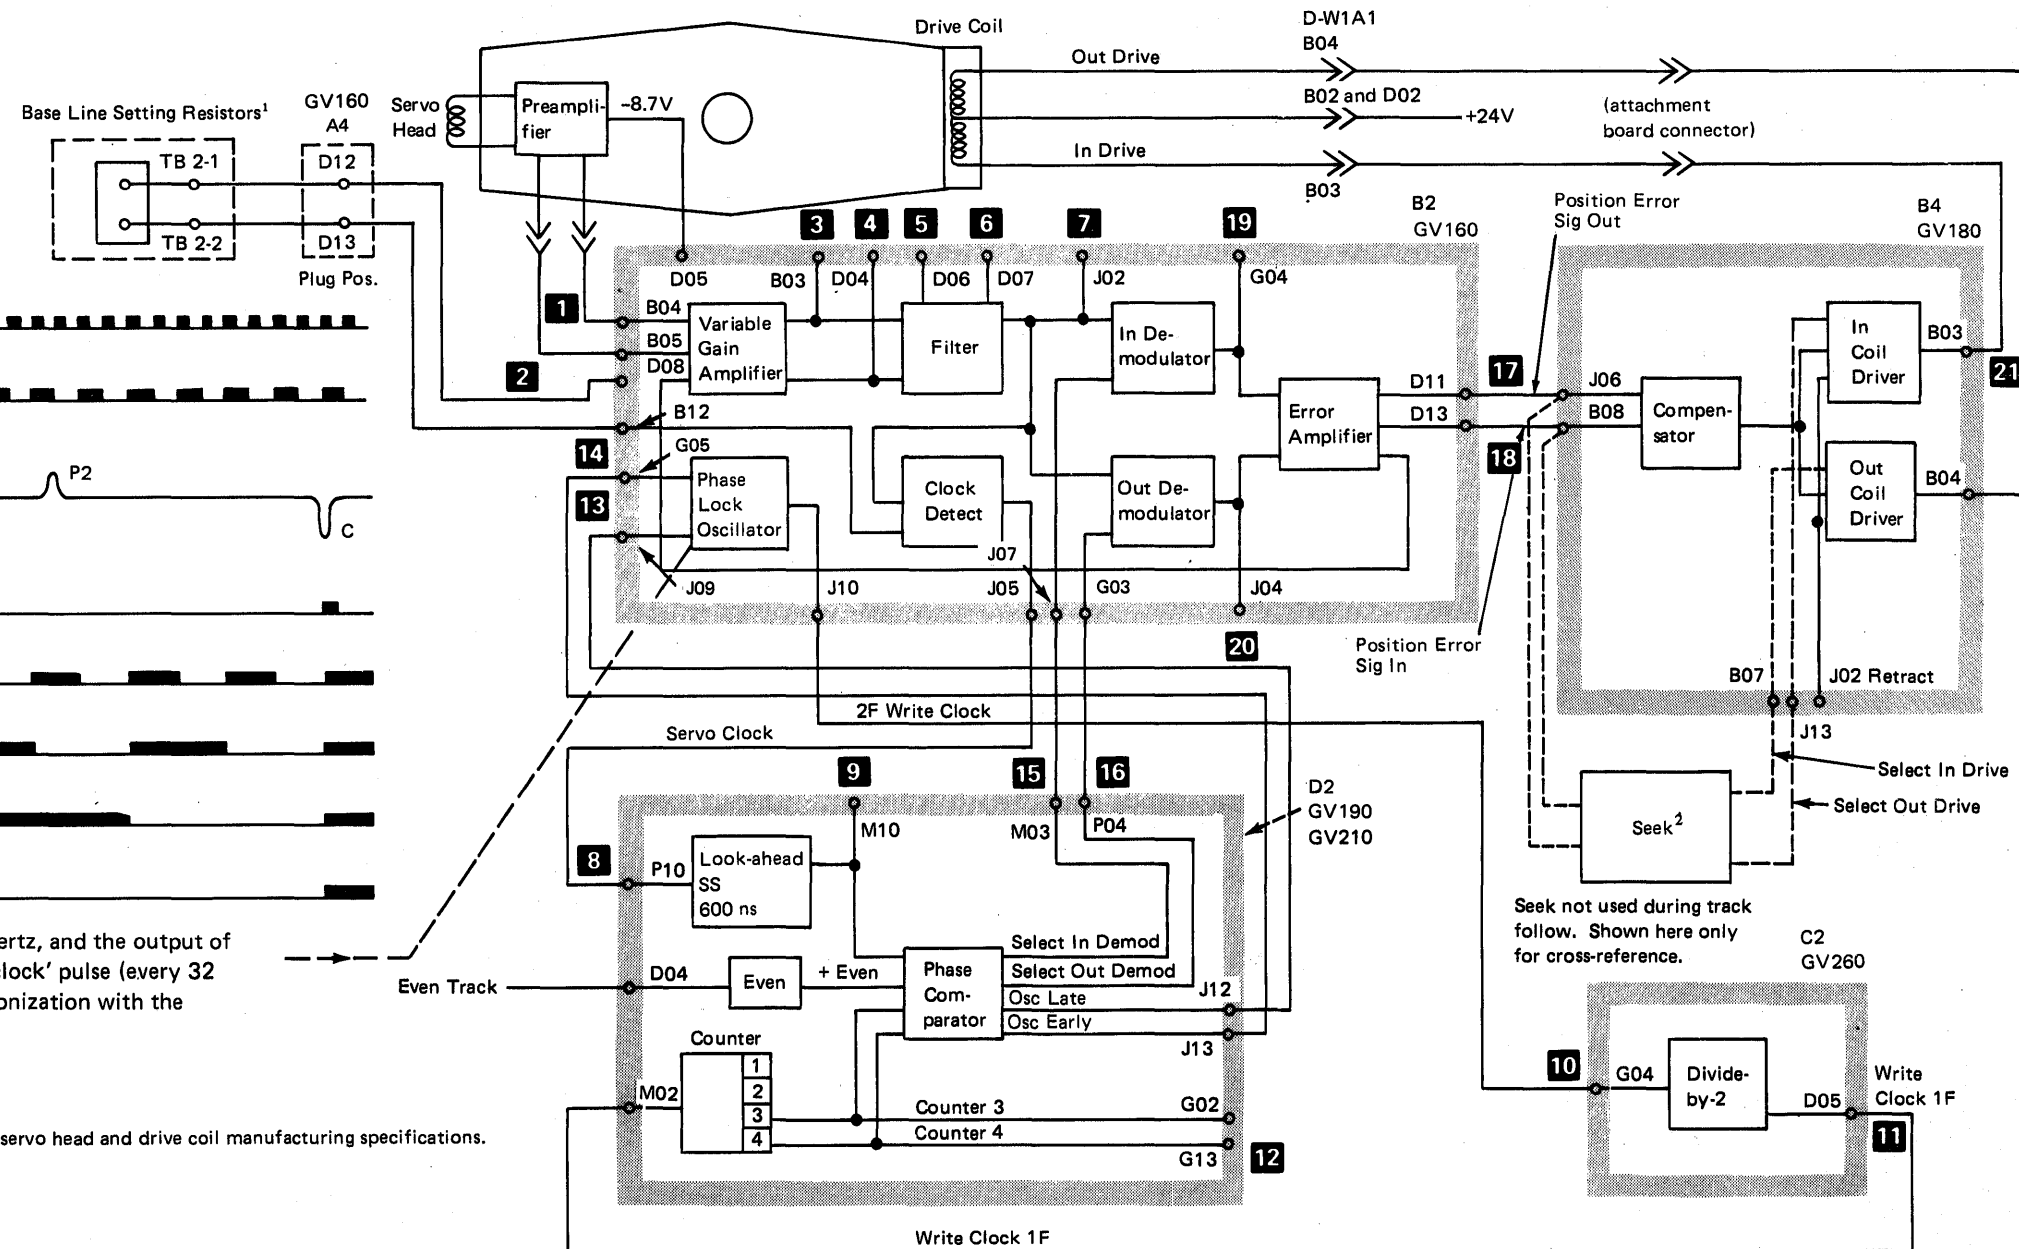 D-W1A1
B04
Drive Coil
Out Drive
B02 and D02
+24V
(attachment
board connector)
In Drive
B03
Base Line Setting Resistors¹
GV160
A4
Servo
Head
Preampli-
fier
−8.7V
TB 2-1
D12
TB 2-2
D13
Plug Pos.
Position Error
Sig Out
B2
GV160
B4
GV180
3
4
5
6
7
19
D05
B03
D04
D06
D07
J02
G04
1
B04
B05
D08
2
Variable
Gain
Amplifier
Filter
In De-
modulator
Error
Amplifier
D11
D13
17
18
J06
B08
Compen-
sator
In
Coil
Driver
B03
21
Out
Coil
Driver
B04
B12
14
G05
13
Phase
Lock
Oscillator
Clock
Detect
Out De-
modulator
J07
J09
J10
J05
G03
J04
20
P2
C
Position Error
Sig In
B07
J02 Retract
J13
Select In Drive
Select Out Drive
Seek²
Seek not used during track
follow. Shown here only
for cross-reference.
2F Write Clock
Servo Clock
9
15
16
D2
GV190
GV210
M10
M03
P04
8
P10
Look-ahead
SS
600 ns
ertz, and the output of
clock’ pulse (every 32
onization with the
Even Track
D04
Even
+ Even
Phase
Com-
parator
Select In Demod
Select Out Demod
Osc Late
Osc Early
J12
J13
Counter
1
2
3
4
M02
Counter 3
Counter 4
G02
G13
12
C2
GV260
10
G04
Divide-
by-2
D05
Write
Clock 1F
11
servo head and drive coil manufacturing specifications.
Write Clock 1F